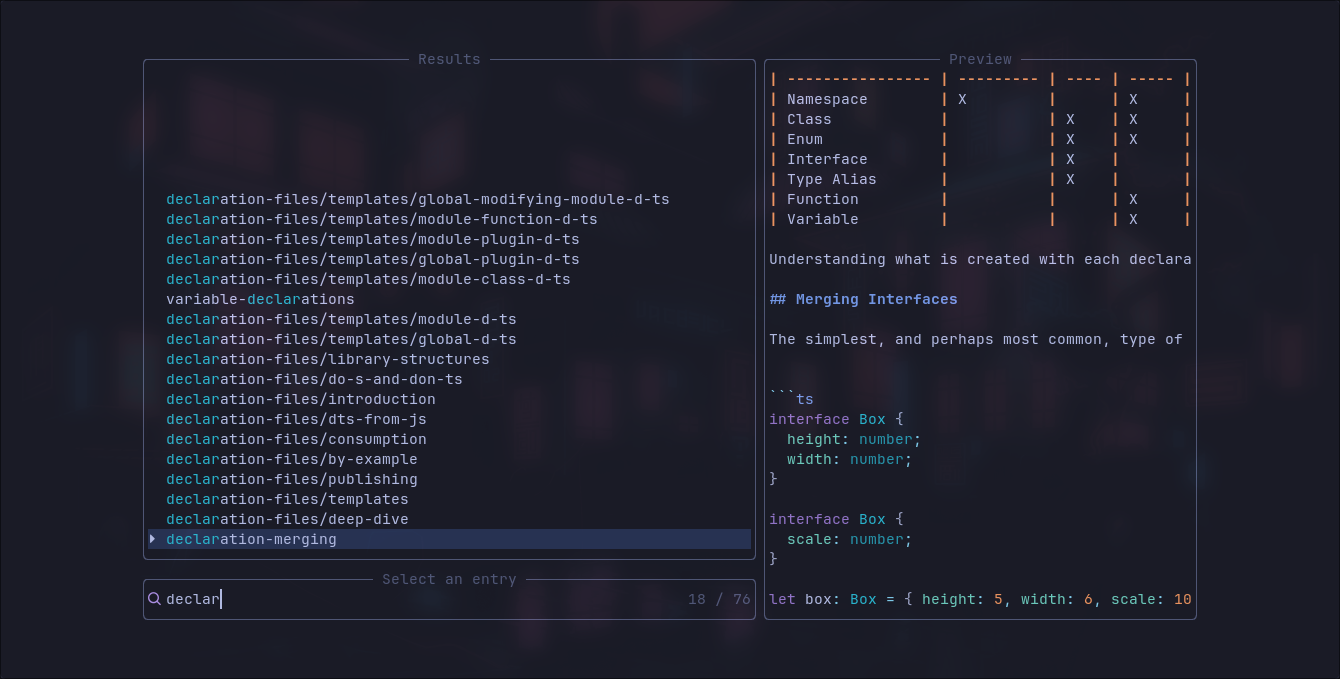 Results
declaration-files/templates/global-modifying-module-d-ts
declaration-files/templates/module-function-d-ts
declaration-files/templates/module-plugin-d-ts
declaration-files/templates/global-plugin-d-ts
declaration-files/templates/module-class-d-ts
variable-declarations
declaration-files/templates/module-d-ts
declaration-files/templates/global-d-ts
declaration-files/library-structures
declaration-files/do-s-and-don-ts
declaration-files/introduction
declaration-files/dts-from-js
declaration-files/consumption
declaration-files/by-example
declaration-files/publishing
declaration-files/templates
declaration-files/deep-dive
declaration-merging
Select an entry
declar 18 / 76
Preview
| ---------------- | --------- | ---- | ----- |
| Namespace        | X         |      | X     |
| Class            |           | X    | X     |
| Enum             |           | X    | X     |
| Interface        |           | X    |       |
| Type Alias       |           | X    |       |
| Function         |           |      | X     |
| Variable         |           |      | X     |
Understanding what is created with each declara
## Merging Interfaces
The simplest, and perhaps most common, type of
```ts
interface Box {
  height: number;
  width: number;
}
interface Box {
  scale: number;
}
let box: Box = { height: 5, width: 6, scale: 10